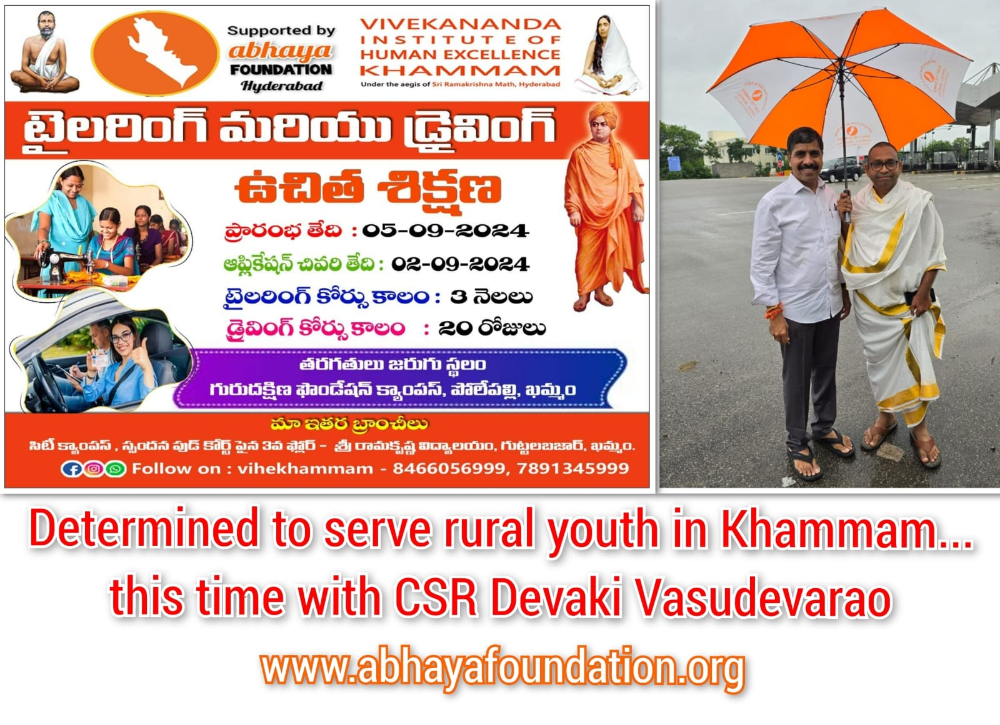 Supported by
abhaya
FOUNDATION
Hyderabad
VIVEKANANDA
INSTITUTE OF
HUMAN EXCELLENCE
KHAMMAM
Under the aegis of Sri Ramakrishna Math, Hyderabad
టైలరింగ్ మరియు డ్రైవింగ్
ఉచిత శిక్షణ
ప్రారంభ తేది : 05-09-2024
ఆప్లికేషన్ చివరి తేది : 02-09-2024
టైలరింగ్ కోర్సు కాలం : 3 నెలలు
డ్రైవింగ్ కోర్సు కాలం : 20 రోజులు
తరగతులు జరుగు స్థలం
గురుదక్షిణ ఫౌండేషన్ క్యాంపస్, పోలేపల్లి, ఖమ్మం
మా ఇతర బ్రాంచీలు
సిటీ క్యాంపస్, స్పందన పుడ్ కోర్ట్ పైన 3వ ఫ్లోర్ - శ్రీ రామకృష్ణ విద్యాలయం, గుట్టలబజార్, ఖమ్మం.
Follow on : vihekhammam - 8466056999, 7891345999
Determined to serve rural youth in Khammam...
this time with CSR Devaki Vasudevarao
www.abhayafoundation.org